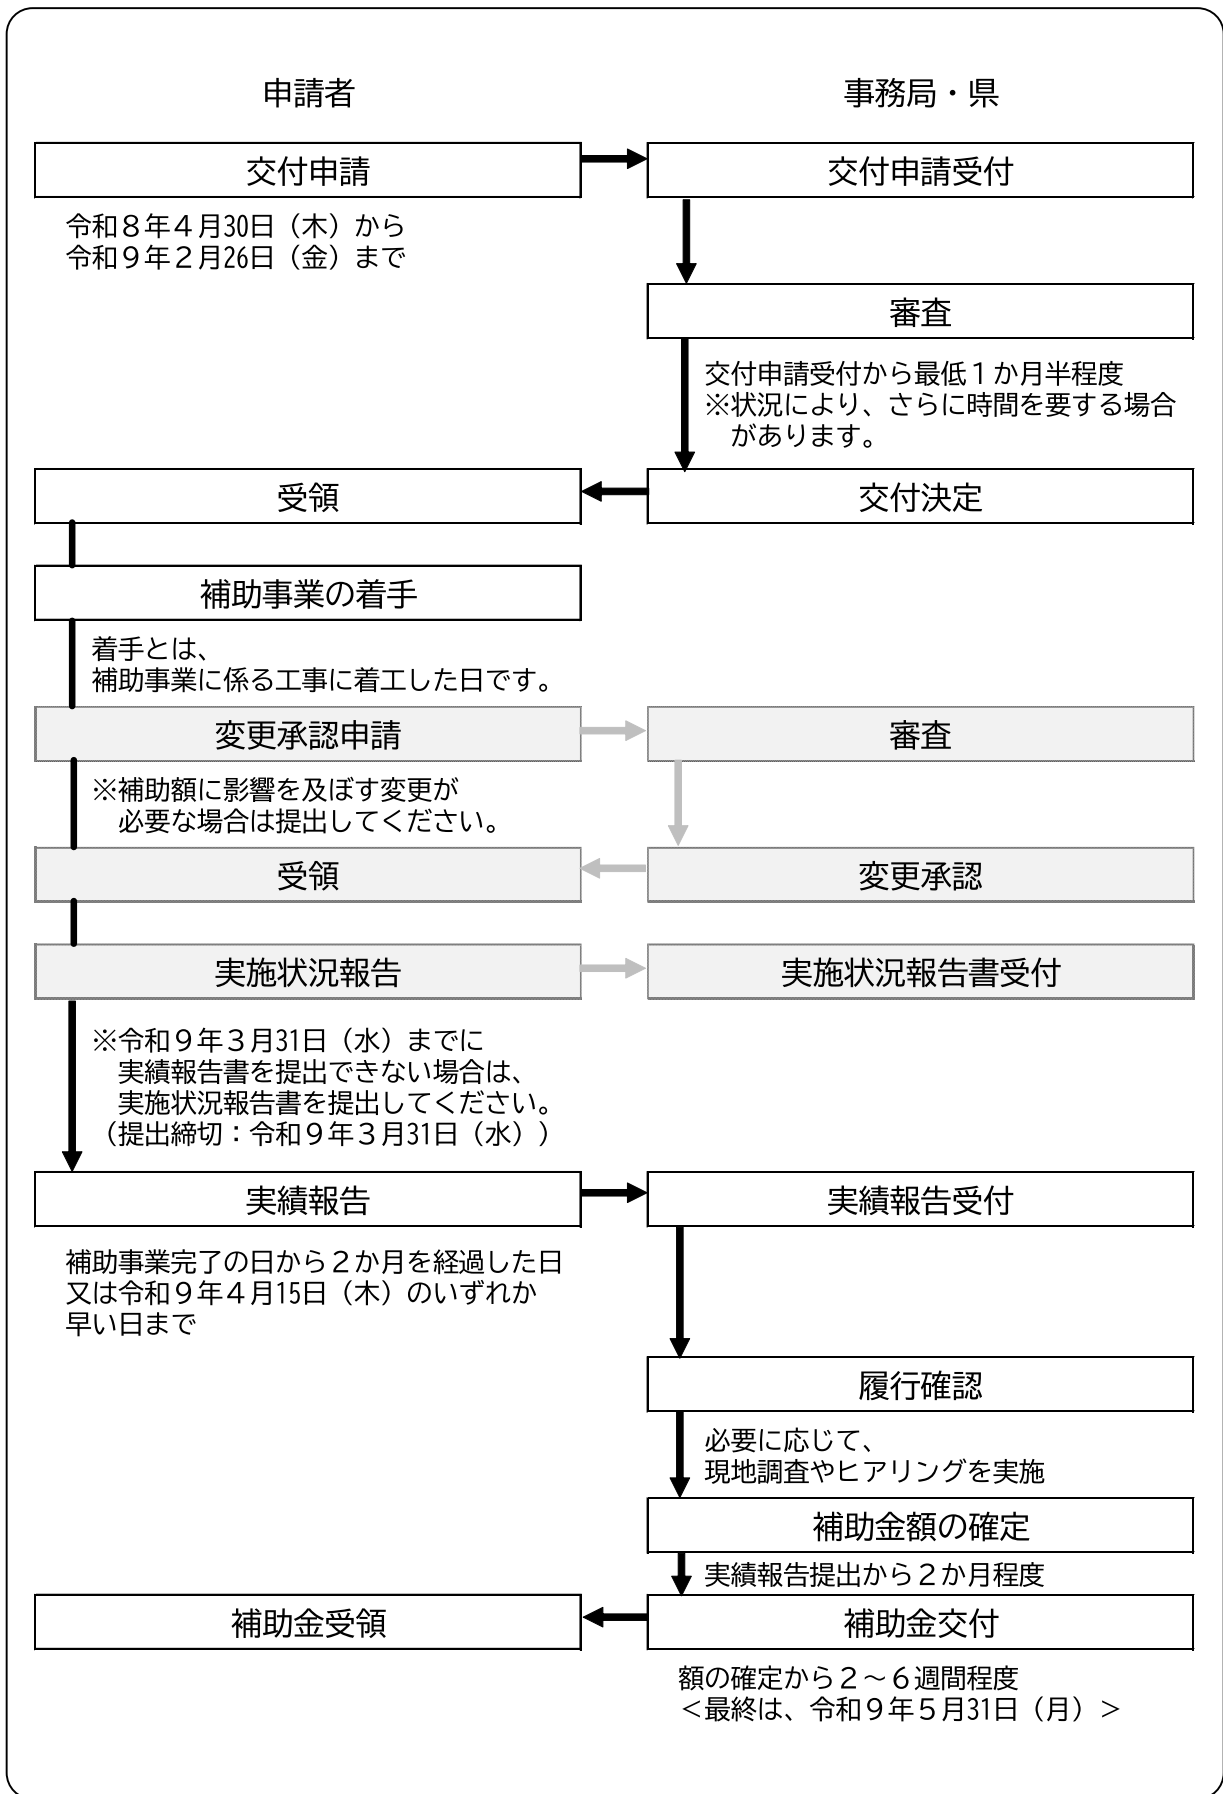 申請者
事務局・県
交付申請
交付申請受付
令和８年４月30日（木）から
令和９年２月26日（金）まで
審査
交付申請受付から最低１か月半程度
※状況により、さらに時間を要する場合
があります。
受領
交付決定
補助事業の着手
着手とは、
補助事業に係る工事に着工した日です。
変更承認申請
審査
※補助額に影響を及ぼす変更が
必要な場合は提出してください。
受領
変更承認
実施状況報告
実施状況報告書受付
※令和９年３月31日（水）までに
実績報告書を提出できない場合は、
実施状況報告書を提出してください。
（提出締切：令和９年３月31日（水））
実績報告
実績報告受付
補助事業完了の日から２か月を経過した日
又は令和９年４月15日（木）のいずれか
早い日まで
履行確認
必要に応じて、
現地調査やヒアリングを実施
補助金額の確定
実績報告提出から２か月程度
補助金受領
補助金交付
額の確定から２～６週間程度
＜最終は、令和９年５月31日（月）＞